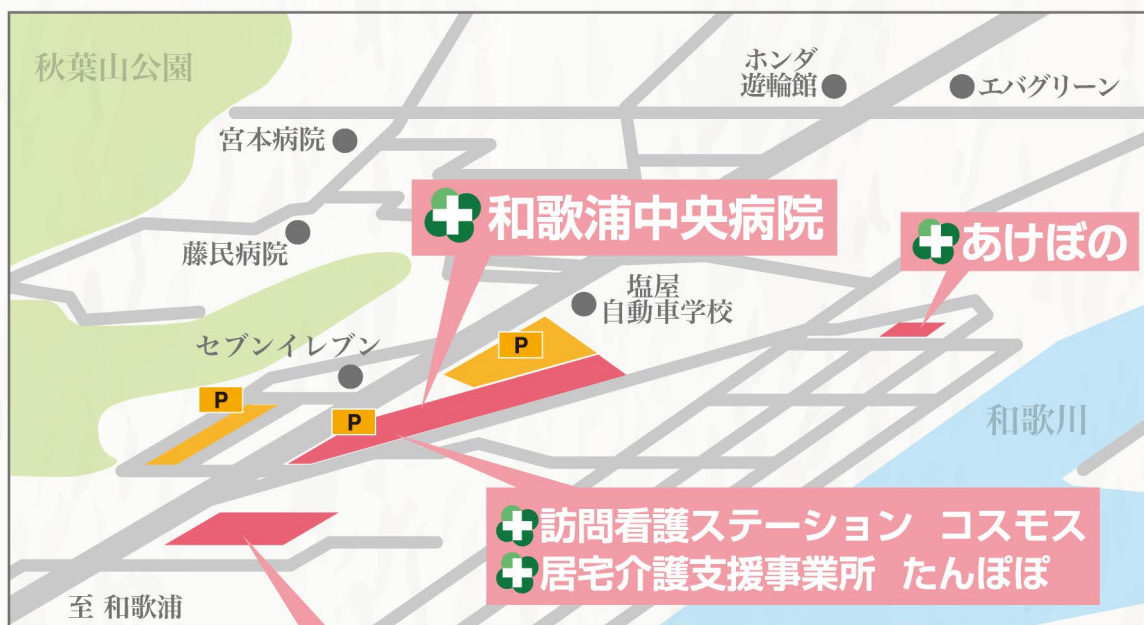 秋葉山公園
ホンダ
遊輪館
エバグリーン
宮本病院
和歌浦中央病院
藤民病院
あけぼの
塩屋
自動車学校
セブンイレブン
P
P
P
和歌川
訪問看護ステーション コスモス
居宅介護支援事業所 たんぽぽ
至 和歌浦